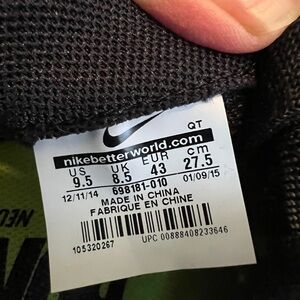 QT
nikebetterworld.com
US UK EUR cm
9.5 8.5 43 27.5
12/11/14 698181-010 01/09/15
MADE IN CHINA
FABRIQUE EN CHINE
105320267
UPC 00888408233646